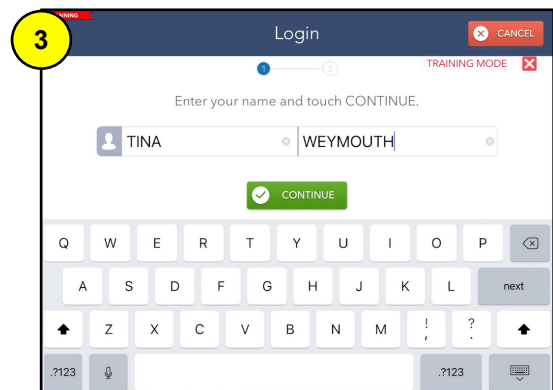 3
Login
CANCEL
1 2
TRAINING MODE
Enter your name and touch CONTINUE.
TINA WEYMOUTH
CONTINUE
Q W E R T Y U I O P
A S D F G H J K L next
Z X C V B N M ! , ? .
.?123 .?123